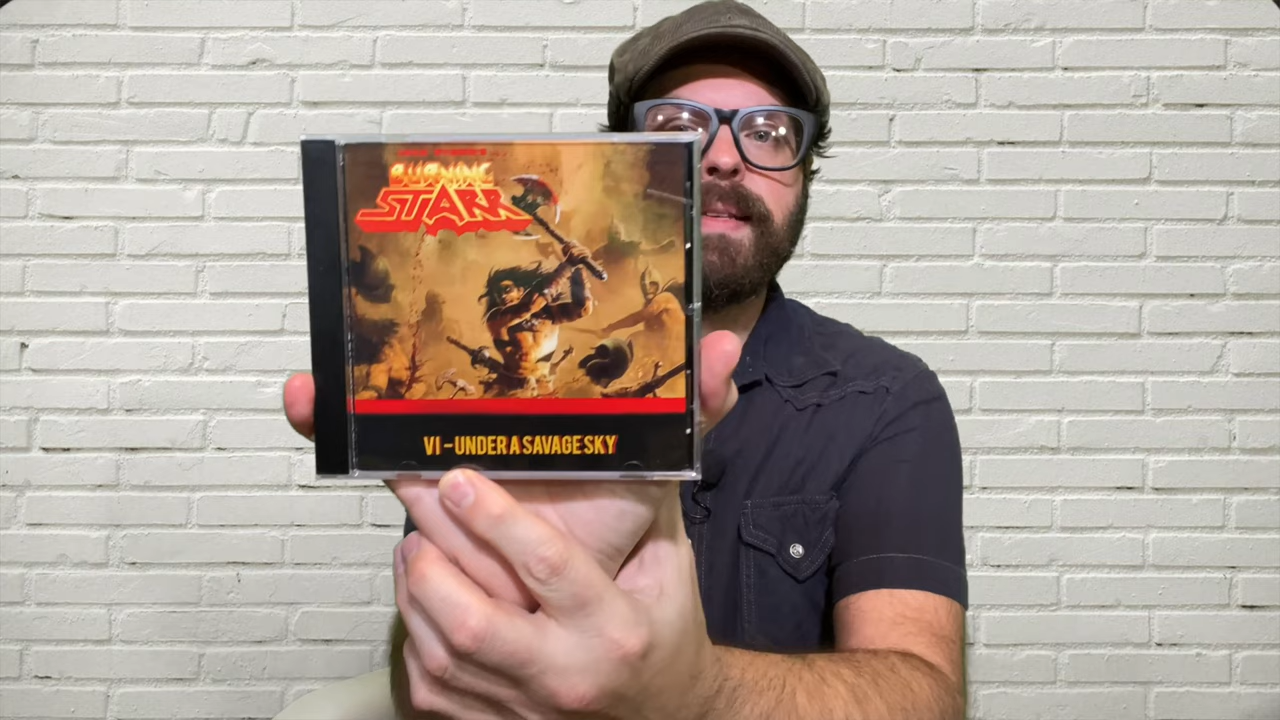 BURNING
STARR
VI – UNDER A SAVAGE SKY